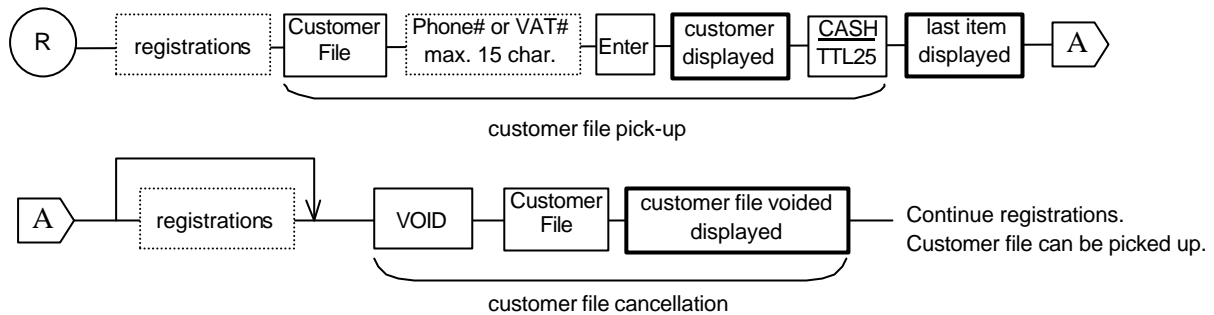 R
registrations
Customer
File
Phone# or VAT#
max. 15 char.
Enter
customer
displayed
CASH
TTL25
last item
displayed
A
customer file pick-up
A
registrations
VOID
Customer
File
customer file voided
displayed
Continue registrations.
Customer file can be picked up.
customer file cancellation